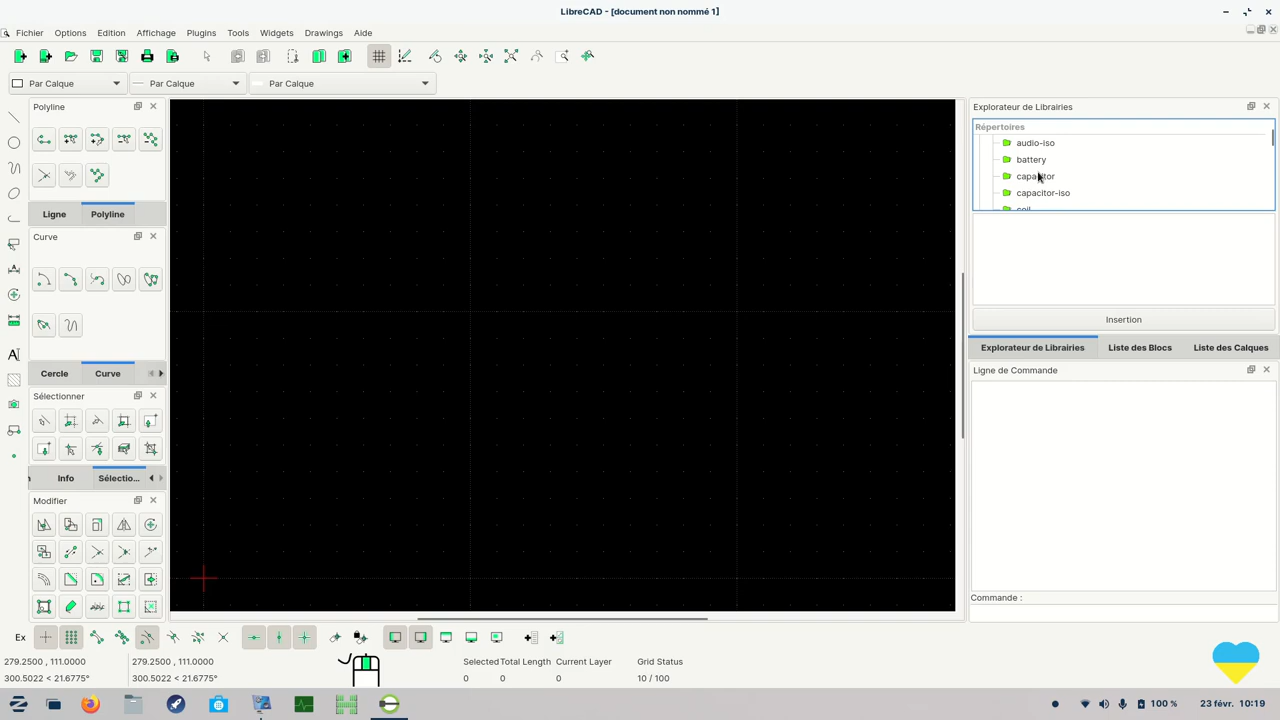 LibreCAD - [document non nommé 1]
Fichier Options Edition Affichage Plugins Tools Widgets Drawings Aide
Par Calque Par Calque Par Calque
Polyline
Ligne Polyline
Curve
Cercle Curve
Sélectionner
Info Sélectio...
Modifier
Explorateur de Librairies
Répertoires
audio-iso
battery
capacitor
capacitor-iso
coil
Insertion
Explorateur de Librairies Liste des Blocs Liste des Calques
Ligne de Commande
Commande :
Ex
279.2500 , 111.0000 279.2500 , 111.0000 Selected Total Length Current Layer Grid Status
300.5022 < 21.6775° 300.5022 < 21.6775° 0 0 0 10 / 100
100 % 23 févr. 10:19